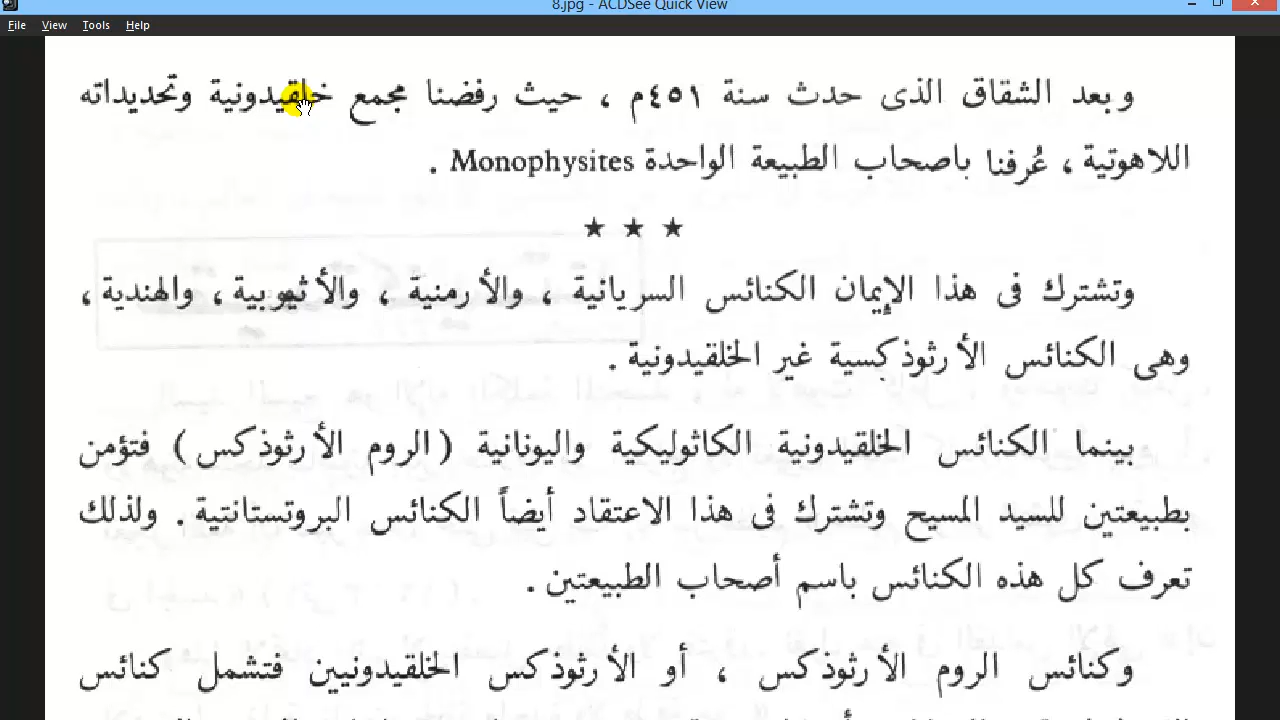 8.jpg - ACDSee Quick View
File View Tools Help
وبعد الشقاق الذى حدث سنة ٤٥١م ، حيث رفضنا مجمع خلقيدونية وتحديداته
اللاهوتية ، عُرفنا باصحاب الطبيعة الواحدة Monophysites .
★ ★ ★
وتشترك فى هذا الإيمان الكنائس السريانية ، والأرمنية ، والأثيوبية ، والهندية ،
وهى الكنائس الأرثوذكسية غير الخلقيدونية .
بينما الكنائس الخلقيدونية الكاثوليكية واليونانية (الروم الأرثوذكس) فتؤمن
بطبيعتين للسيد المسيح وتشترك فى هذا الاعتقاد أيضاً الكنائس البروتستانتية . ولذلك
تعرف كل هذه الكنائس باسم أصحاب الطبيعتين .
وكنائس الروم الأرثوذكس ، أو الأرثوذكس الخلقيدونيين فتشمل كنائس